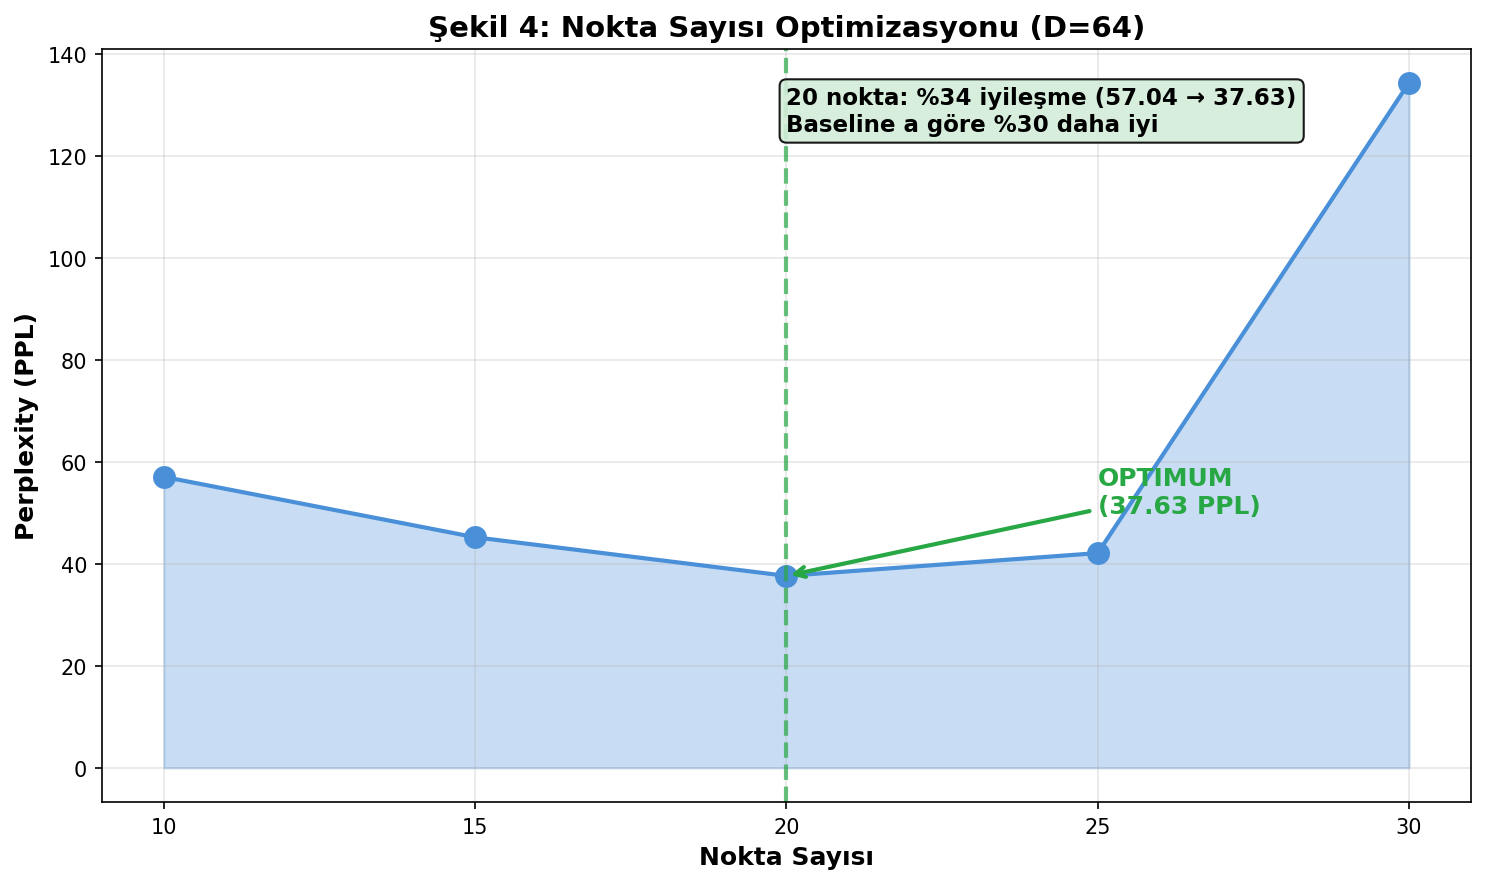 Şekil 4: Nokta Sayısı Optimizasyonu (D=64)
140
120
100
80
60
40
20
0
Perplexity (PPL)
20 nokta: %34 iyileşme (57.04 → 37.63)
Baseline a göre %30 daha iyi
OPTIMUM
(37.63 PPL)
10
15
20
25
30
Nokta Sayısı